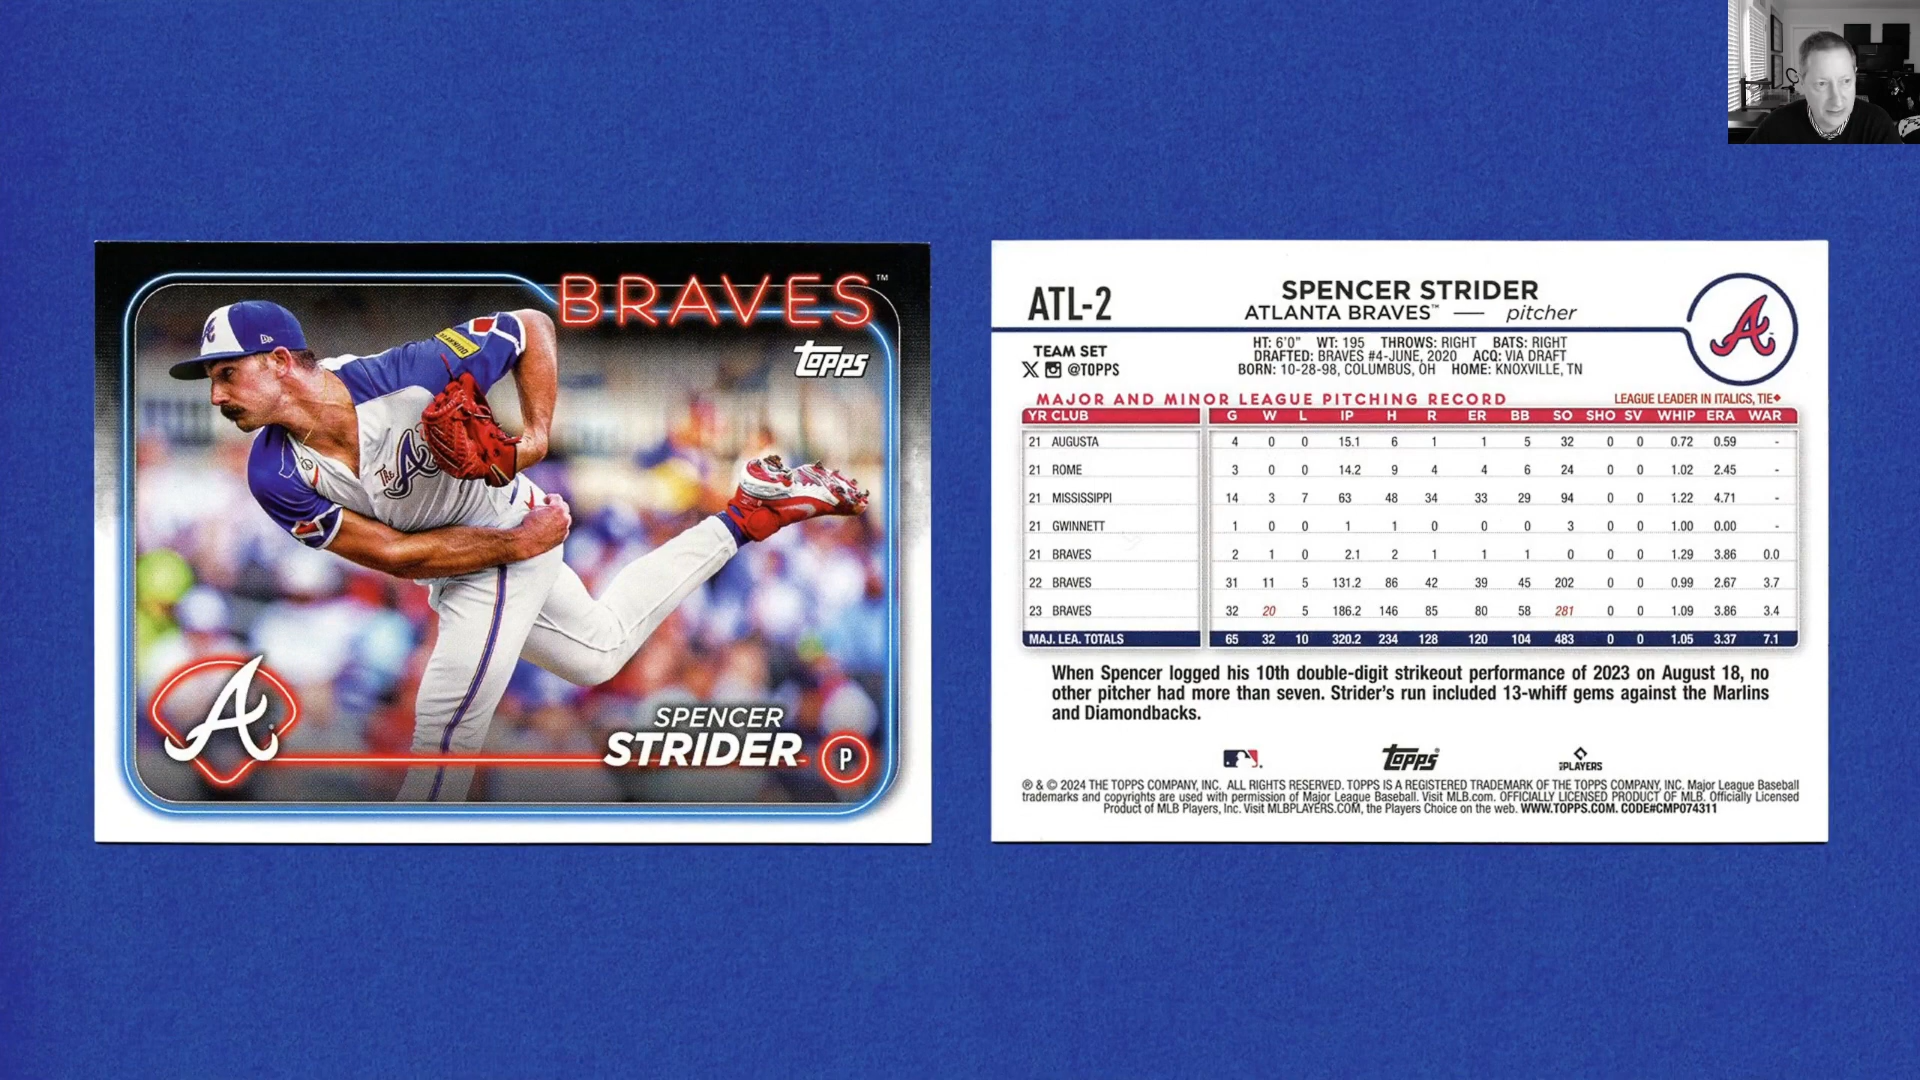 BRAVES™
topps
The
A
SPENCER
STRIDER
P
ATL-2
SPENCER STRIDER
ATLANTA BRAVES™ — pitcher
TEAM SET
@TOPPS
HT: 6'0" WT: 195 THROWS: RIGHT BATS: RIGHT
DRAFTED: BRAVES #4-JUNE, 2020 ACQ: VIA DRAFT
BORN: 10-28-98, COLUMBUS, OH HOME: KNOXVILLE, TN
A
MAJOR AND MINOR LEAGUE PITCHING RECORD LEAGUE LEADER IN ITALICS, TIE♦
YR CLUB G W L IP H R ER BB SO SHO SV WHIP ERA WAR
21 AUGUSTA 4 0 0 15.1 6 1 1 5 32 0 0 0.72 0.59 -
21 ROME 3 0 0 14.2 9 4 4 6 24 0 0 1.02 2.45 -
21 MISSISSIPPI 14 3 7 63 48 34 33 29 94 0 0 1.22 4.71 -
21 GWINNETT 1 0 0 1 1 0 0 0 3 0 0 1.00 0.00 -
21 BRAVES 2 1 0 2.1 2 1 1 1 0 0 0 1.29 3.86 0.0
22 BRAVES 31 11 5 131.2 86 42 39 45 202 0 0 0.99 2.67 3.7
23 BRAVES 32 20 5 186.2 146 85 80 58 281 0 0 1.09 3.86 3.4
MAJ. LEA. TOTALS 65 32 10 320.2 234 128 120 104 483 0 0 1.05 3.37 7.1
When Spencer logged his 10th double-digit strikeout performance of 2023 on August 18, no
other pitcher had more than seven. Strider's run included 13-whiff gems against the Marlins
and Diamondbacks.
topps®
PLAYERS
® & © 2024 THE TOPPS COMPANY, INC. ALL RIGHTS RESERVED. TOPPS IS A REGISTERED TRADEMARK OF THE TOPPS COMPANY, INC. Major League Baseball
trademarks and copyrights are used with permission of Major League Baseball. Visit MLB.com. OFFICIALLY LICENSED PRODUCT OF MLB. Officially Licensed
Product of MLB Players, Inc. Visit MLBPLAYERS.COM, the Players Choice on the web. WWW.TOPPS.COM. CODE#CMP074311